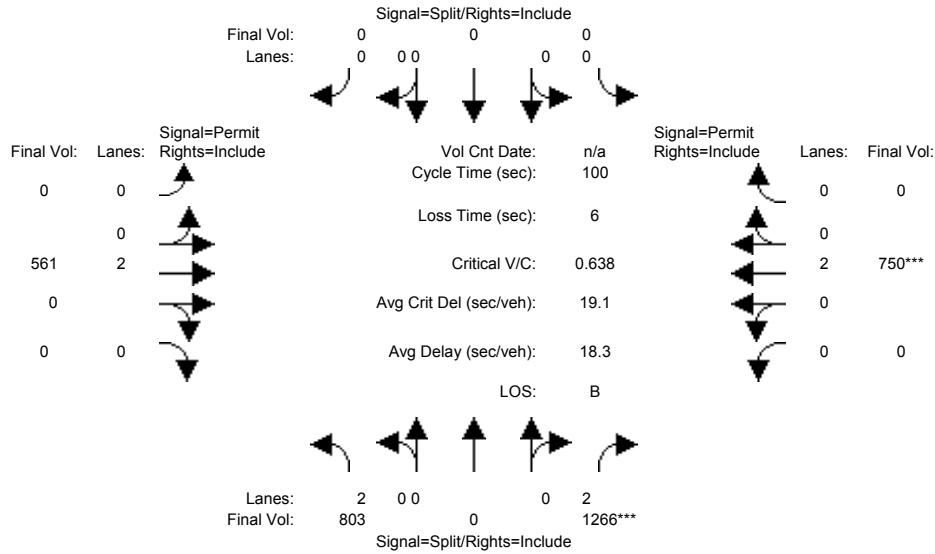 Signal=Split/Rights=Include
Final Vol: 0 0 0
Lanes: 0 0 0 0 0
Signal=Permit Signal=Permit
Final Vol: Lanes: Rights=Include Vol Cnt Date: n/a Rights=Include Lanes: Final Vol:
Cycle Time (sec): 100
0 0 0 0
Loss Time (sec): 6
0 0
561 2 Critical V/C: 0.638 2 750***
0 Avg Crit Del (sec/veh): 19.1 0
0 0 Avg Delay (sec/veh): 18.3 0 0
LOS: B
Lanes: 2 0 0 0 2
Final Vol: 803 0 1266***
Signal=Split/Rights=Include